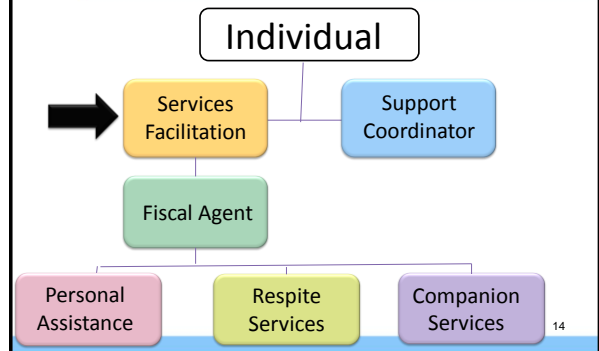 Individual
Services
Facilitation
Support
Coordinator
Fiscal Agent
Personal
Assistance
Respite
Services
Companion
Services
14